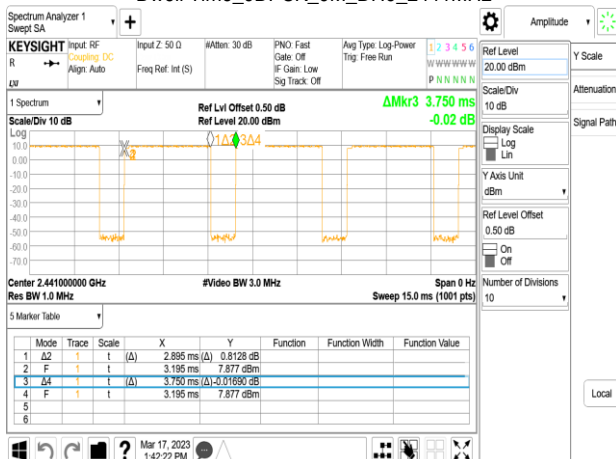 Spectrum Analyzer 1
Swept SA
Amplitude
KEYSIGHT Input: RF
R
Coupling: DC
Align: Auto
Input Z: 50 Ω
Freq Ref: Int (S)
#Atten: 30 dB
PNO: Fast
Gate: Off
IF Gain: Low
Sig Track: Off
Avg Type: Log-Power
Trig: Free Run
1 2 3 4 5 6
W W W W W W
P N N N N N
Ref Level
20.00 dBm
Y Scale
Scale/Div
10 dB
Attenuation
Display Scale
Log
Lin
Signal Path
Y Axis Unit
dBm
Ref Level Offset
0.50 dB
On
Off
Number of Divisions
10
Local
1 Spectrum
Scale/Div 10 dB
Ref Lvl Offset 0.50 dB
Ref Level 20.00 dBm
ΔMkr3 3.750 ms
-0.02 dB
Log
10.0
0.00
-10.0
-20.0
-30.0
-40.0
-50.0
-60.0
-70.0
Center 2.441000000 GHz
Res BW 1.0 MHz
#Video BW 3.0 MHz
Span 0 Hz
Sweep 15.0 ms (1001 pts)
5 Marker Table
Mode Trace Scale X Y Function Function Width Function Value
1 Δ2 1 t (Δ) 2.895 ms (Δ) 0.8128 dB
2 F 1 t 3.195 ms 7.877 dBm
3 Δ4 1 t (Δ) 3.750 ms (Δ) -0.01690 dB
4 F 1 t 3.195 ms 7.877 dBm
5
6
?
Mar 17, 2023
1:42:22 PM